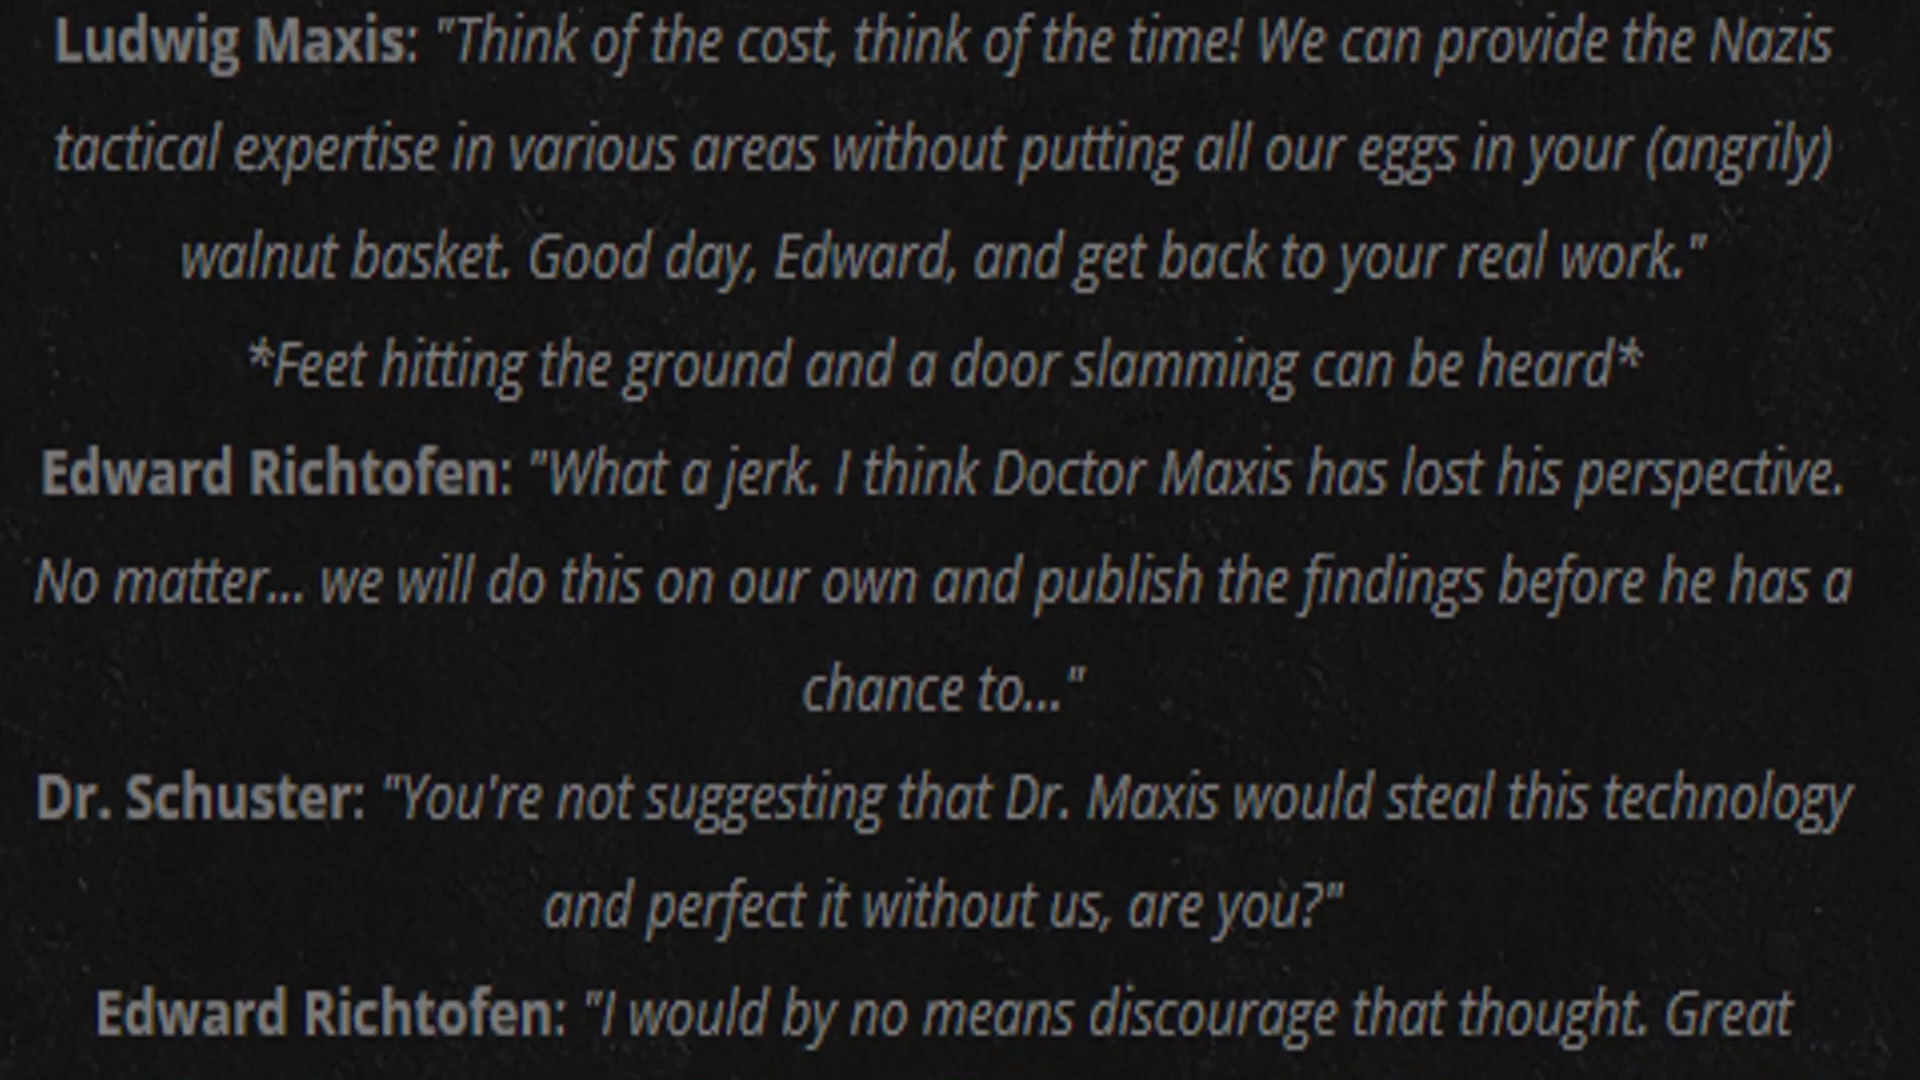 Ludwig Maxis: "Think of the cost, think of the time! We can provide the Nazis
tactical expertise in various areas without putting all our eggs in your (angrily)
walnut basket. Good day, Edward, and get back to your real work."
*Feet hitting the ground and a door slamming can be heard*
Edward Richtofen: "What a jerk. I think Doctor Maxis has lost his perspective.
No matter... we will do this on our own and publish the findings before he has a
chance to..."
Dr. Schuster: "You're not suggesting that Dr. Maxis would steal this technology
and perfect it without us, are you?"
Edward Richtofen: "I would by no means discourage that thought. Great